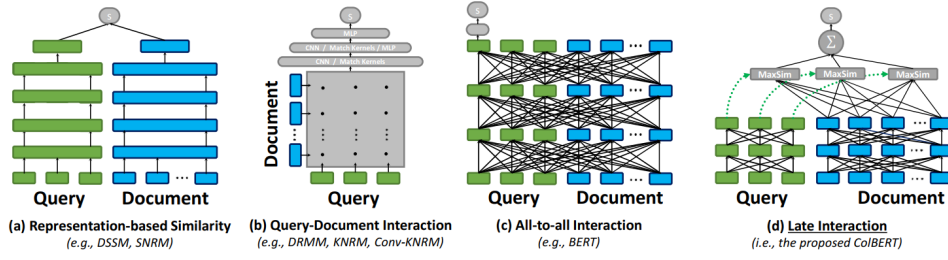 s
s
MLP
CNN / Match Kernels / MLP
CNN / Match Kernels
s
s
Σ
MaxSim
MaxSim
MaxSim
Document
...
...
...
...
Query
Document
Query
Query
Document
Query
Document
(a) Representation-based Similarity
(e.g., DSSM, SNRM)
(b) Query-Document Interaction
(e.g., DRMM, KNRM, Conv-KNRM)
(c) All-to-all Interaction
(e.g., BERT)
(d) Late Interaction
(i.e., the proposed ColBERT)